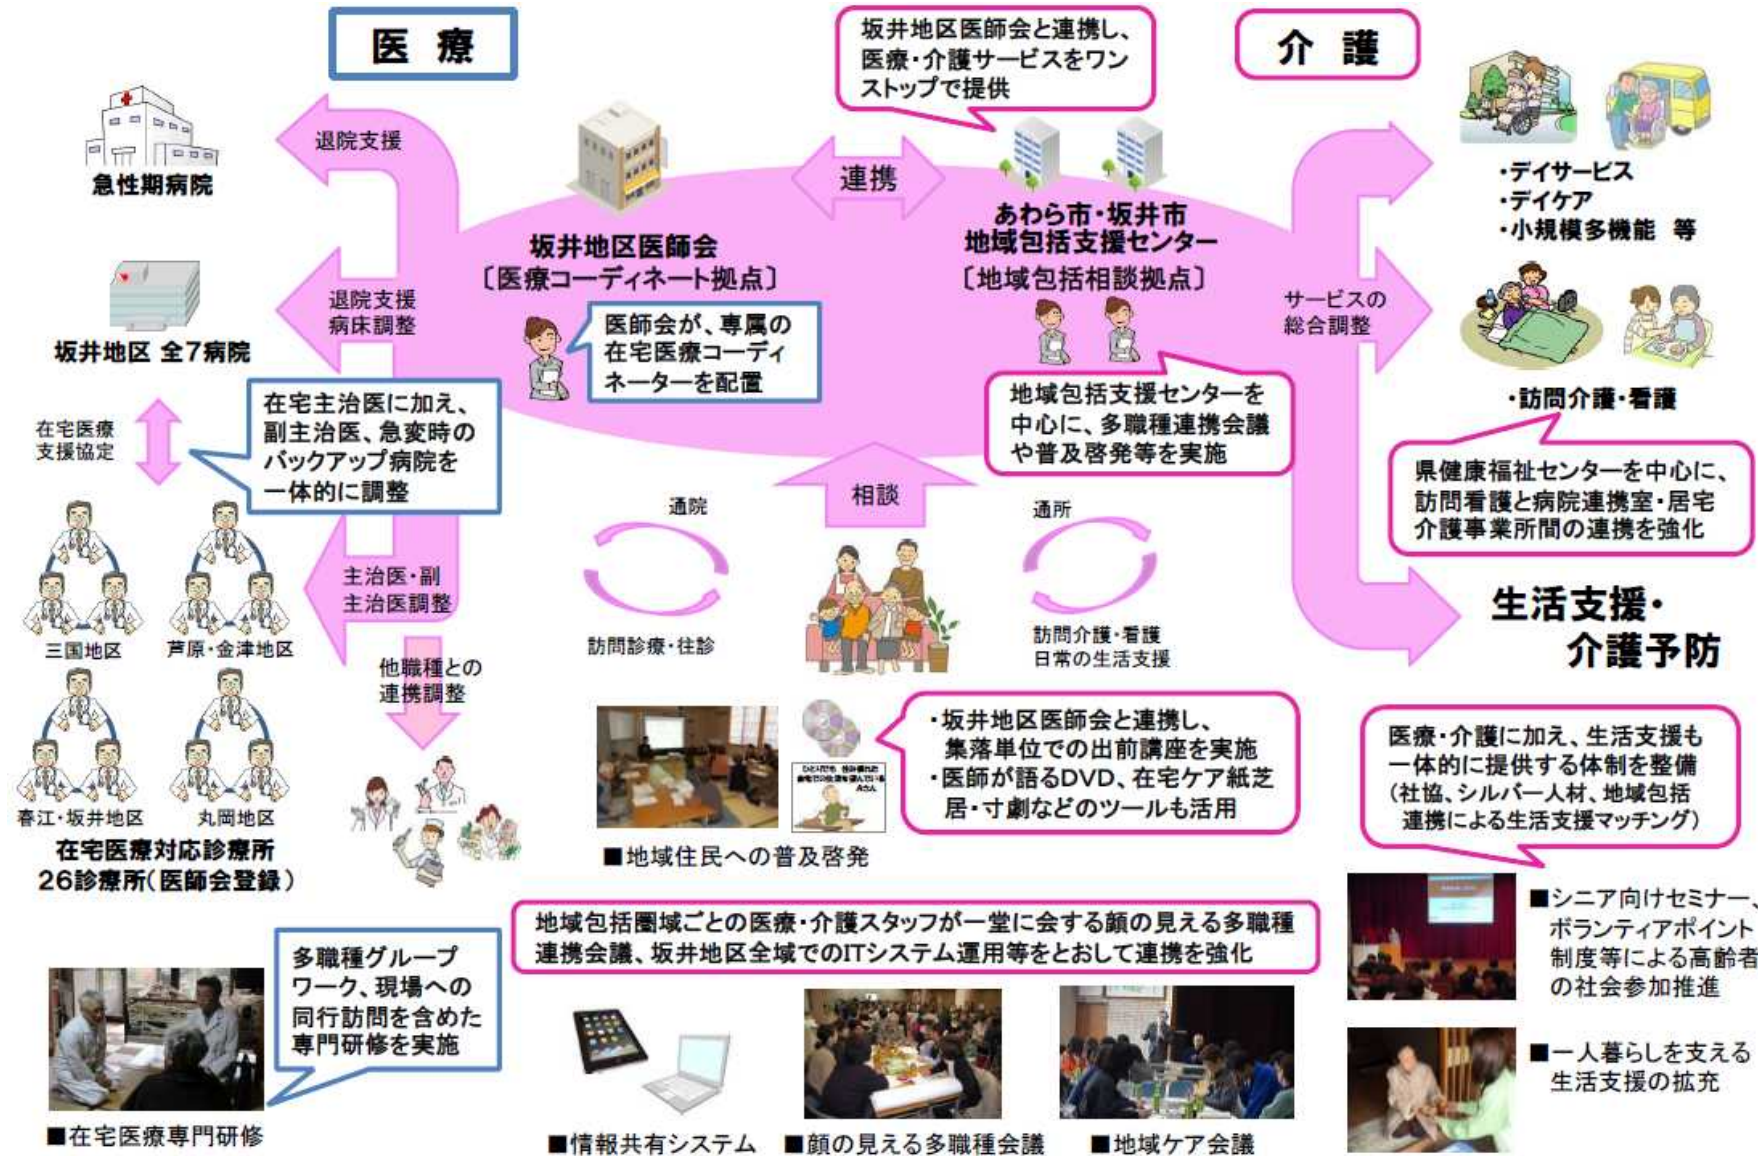 医 療
坂井地区医師会と連携し、
医療・介護サービスをワン
ストップで提供
介 護
退院支援
急性期病院
連携
・デイサービス
・デイケア
・小規模多機能 等
坂井地区医師会
〔医療コーディネート拠点〕
あわら市・坂井市
地域包括支援センター
〔地域包括相談拠点〕
退院支援
病床調整
坂井地区 全7病院
医師会が、専属の
在宅医療コーディ
ネーターを配置
サービスの
総合調整
・訪問介護・看護
地域包括支援センターを
中心に、多職種連携会議
や普及啓発等を実施
在宅医療
支援協定
在宅主治医に加え、
副主治医、急変時の
バックアップ病院を
一体的に調整
県健康福祉センターを中心に、
訪問看護と病院連携室・居宅
介護事業所間の連携を強化
相談
通院
訪問診療・往診
通所
訪問介護・看護
日常の生活支援
主治医・副
主治医調整
三国地区
芦原・金津地区
春江・坂井地区
丸岡地区
在宅医療対応診療所
26診療所(医師会登録)
他職種との
連携調整
生活支援・
介護予防
・坂井地区医師会と連携し、
集落単位での出前講座を実施
・医師が語るDVD、在宅ケア紙芝
居・寸劇などのツールも活用
■地域住民への普及啓発
医療・介護に加え、生活支援も
一体的に提供する体制を整備
(社協、シルバー人材、地域包括
連携による生活支援マッチング)
地域包括圏域ごとの医療・介護スタッフが一堂に会する顔の見える多職種
連携会議、坂井地区全域でのITシステム運用等をとおして連携を強化
■シニア向けセミナー、
ボランティアポイント
制度等による高齢者
の社会参加推進
多職種グループ
ワーク、現場への
同行訪問を含めた
専門研修を実施
■在宅医療専門研修
■情報共有システム
■顔の見える多職種会議
■地域ケア会議
■一人暮らしを支える
生活支援の拡充